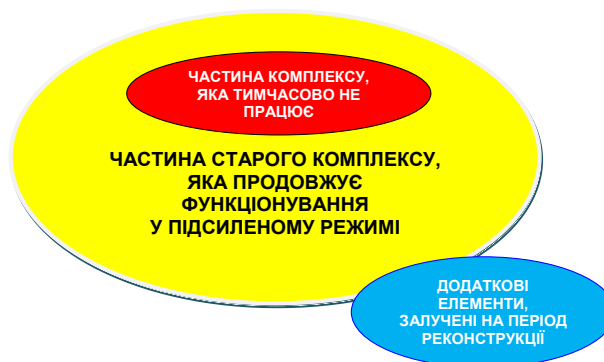 ЧАСТИНА КОМПЛЕКСУ,
ЯКА ТИМЧАСОВО НЕ
ПРАЦЮЄ
ЧАСТИНА СТАРОГО КОМПЛЕКСУ,
ЯКА ПРОДОВЖУЄ
ФУНКЦІОНУВАННЯ
У ПІДСИЛЕНОМУ РЕЖИМІ
ДОДАТКОВІ
ЕЛЕМЕНТИ,
ЗАЛУЧЕНІ НА ПЕРІОД
РЕКОНСТРУКЦІЇ